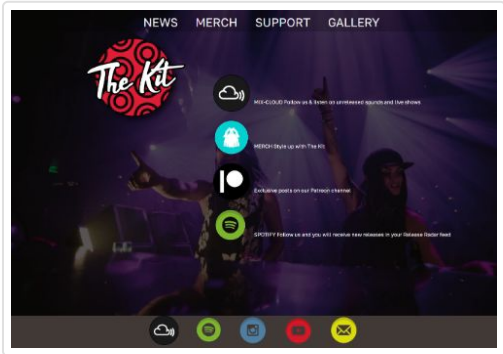 NEWS MERCH SUPPORT GALLERY
The Kit
MIX-CLOUD Follow us & listen on unreleased sounds and live shows
MERCH Style up with The Kit
Exclusive posts on our Patreon channel
SPOTIFY Follow us and you will receive new releases in your Release Radar feed